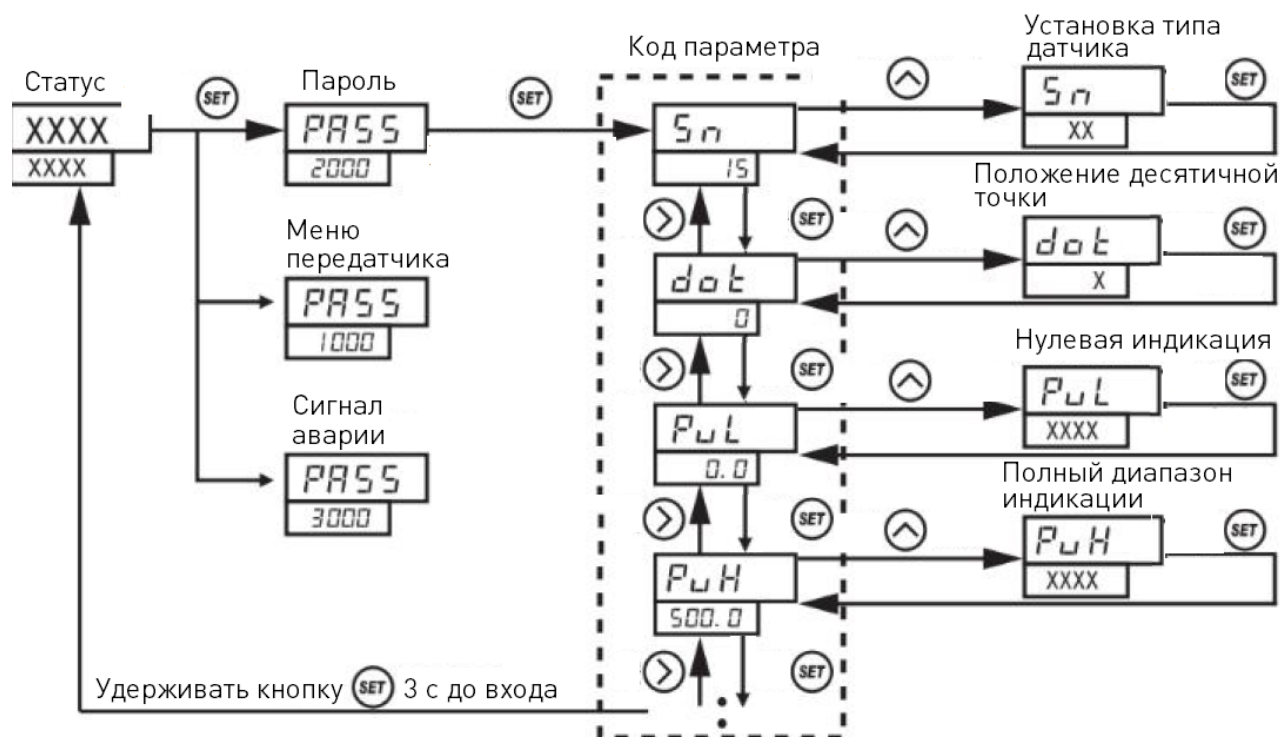 Статус
XXXX
XXXX
SET
Пароль
PASS
2000
SET
Меню
передатчика
PASS
1000
Сигнал
аварии
PASS
3000
Код параметра
Sn
15
SET
dot
0
SET
PuL
0.0
SET
PuH
500.0
SET
Установка типа
датчика
Sn
XX
SET
Положение десятичной
точки
dot
X
SET
Нулевая индикация
PuL
XXXX
SET
Полный диапазон
индикации
PuH
XXXX
SET
Удерживать кнопку SET 3 с до входа